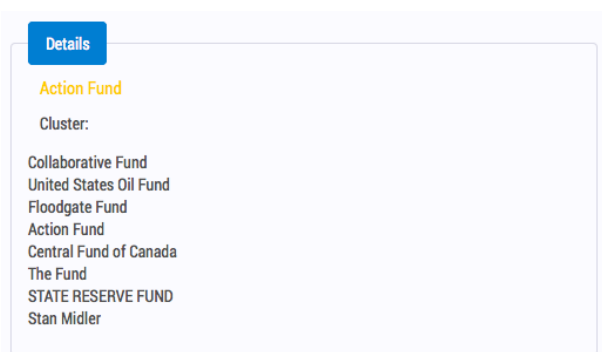 Details
Action Fund
Cluster:
Collaborative Fund
United States Oil Fund
Floodgate Fund
Action Fund
Central Fund of Canada
The Fund
STATE RESERVE FUND
Stan Midler